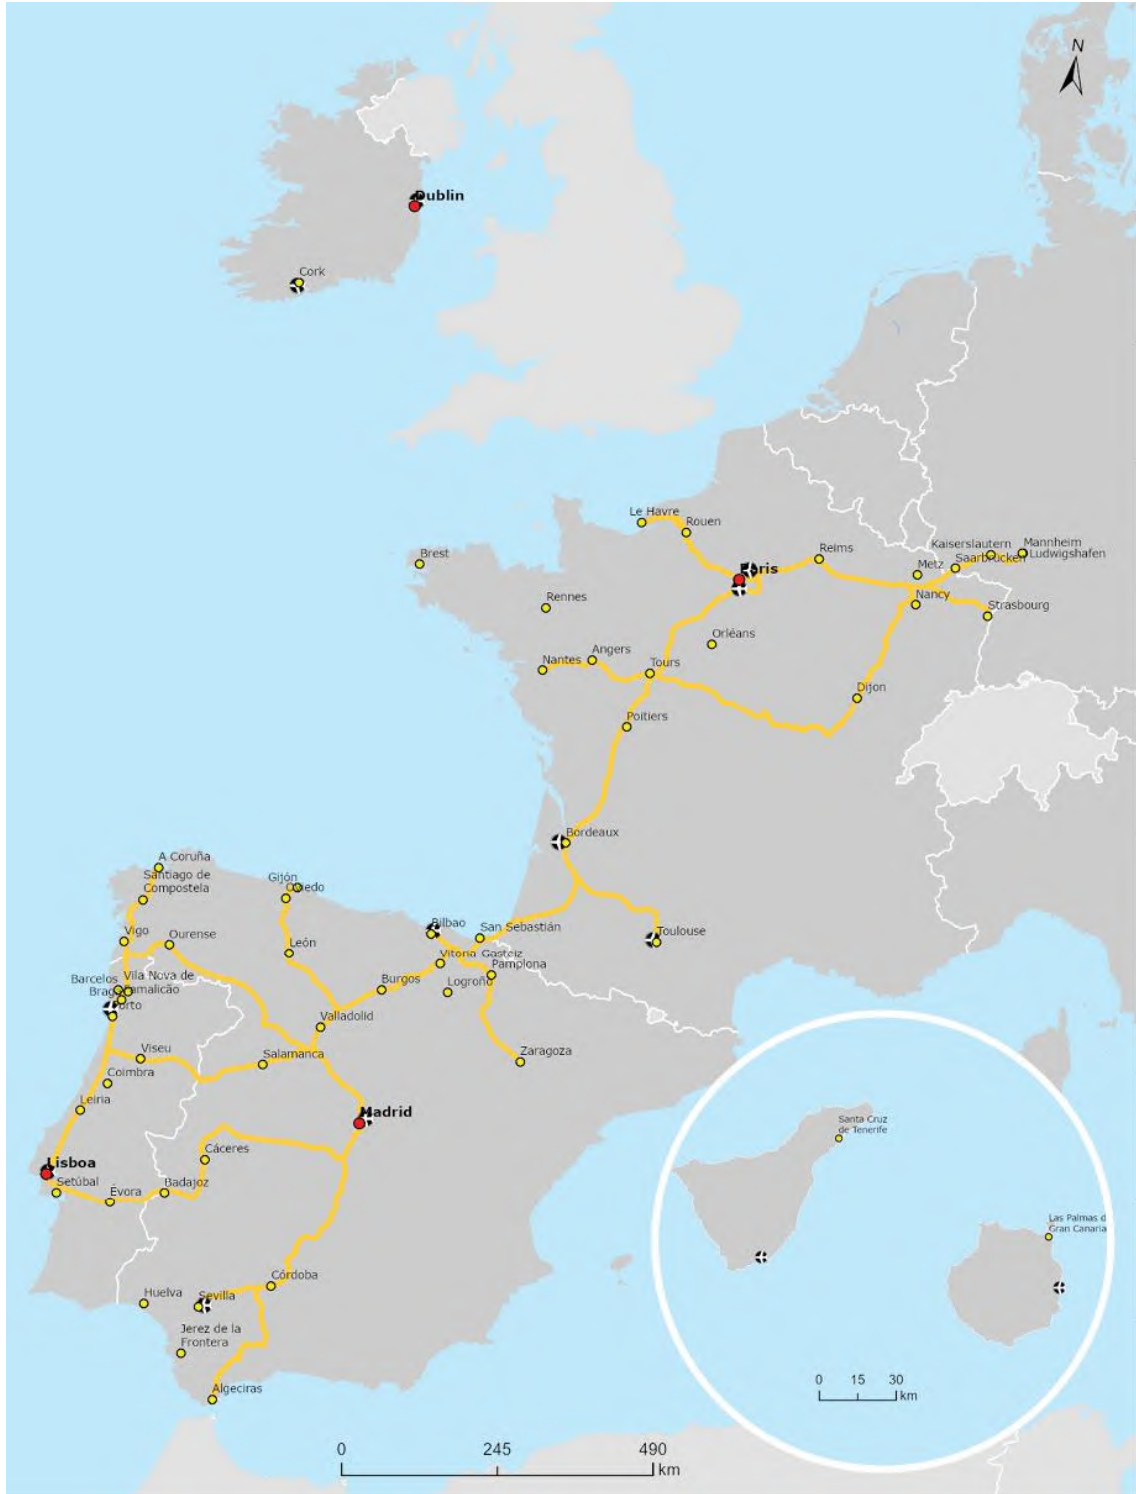 N
Dublin
Cork
Le Havre
Rouen
Brest
Paris
Reims
Kaiserslautern
Mannheim
Ludwigshafen
Saarbrücken
Metz
Nancy
Strasbourg
Rennes
Orléans
Nantes
Angers
Tours
Dijon
Poitiers
Bordeaux
Toulouse
A Coruña
Santiago de
Compostela
Gijón
Oviedo
Vigo
Ourense
León
Bilbao
San Sebastián
Vitoria-Gasteiz
Pamplona
Logroño
Burgos
Barcelos
Vila Nova de
Famalicão
Braga
Porto
Valladolid
Zaragoza
Viseu
Salamanca
Coimbra
Leiria
Madrid
Lisboa
Setúbal
Évora
Badajoz
Cáceres
Córdoba
Huelva
Sevilla
Jerez de la
Frontera
Algeciras
Santa Cruz
de Tenerife
Las Palmas d
Gran Canaria
0 15 30
km
0 245 490
km